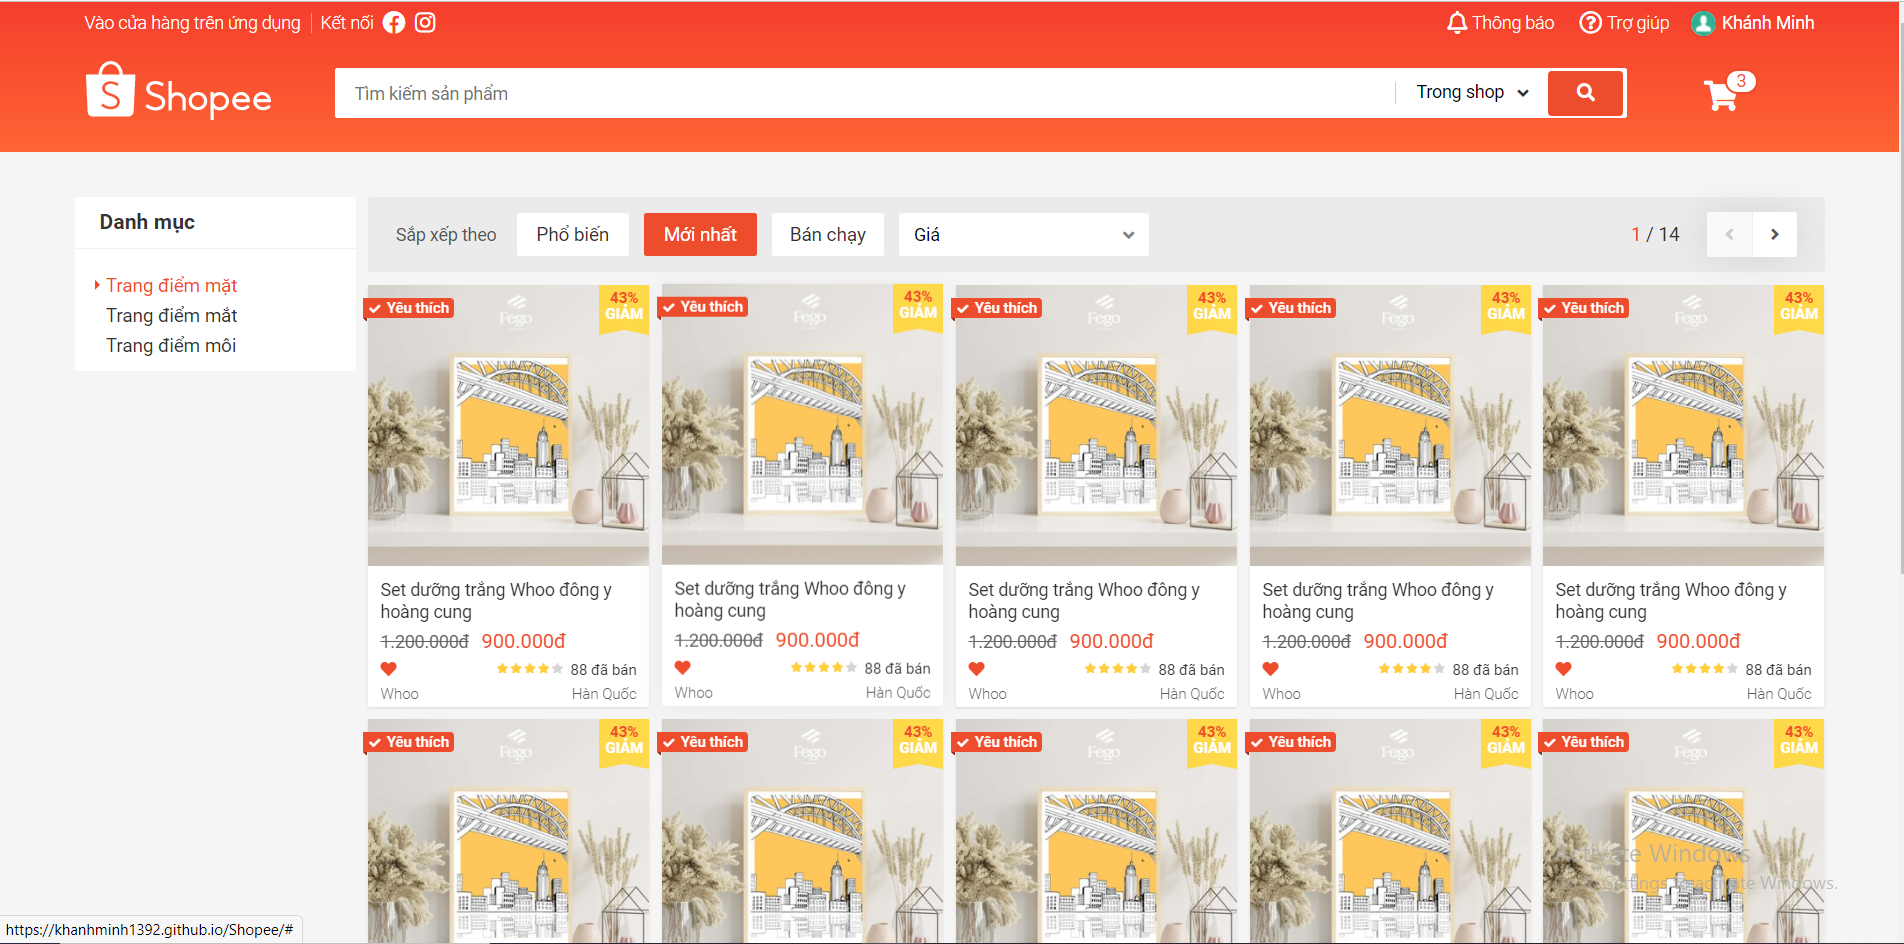 Vào cửa hàng trên ứng dụng Kết nối Thông báo Trợ giúp Khánh Minh
S Shopee Tìm kiếm sản phẩm Trong shop 3
Danh mục
Trang điểm mặt
Trang điểm mắt
Trang điểm môi
Sắp xếp theo Phổ biến Mới nhất Bán chạy Giá 1 / 14
Yêu thích Fego 43% GIẢM
Set dưỡng trắng Whoo đông y
hoàng cung
1.200.000đ 900.000đ
88 đã bán
Whoo Hàn Quốc
Yêu thích Fego 43% GIẢM
Set dưỡng trắng Whoo đông y
hoàng cung
1.200.000đ 900.000đ
88 đã bán
Whoo Hàn Quốc
Yêu thích Fego 43% GIẢM
Set dưỡng trắng Whoo đông y
hoàng cung
1.200.000đ 900.000đ
88 đã bán
Whoo Hàn Quốc
Yêu thích Fego 43% GIẢM
Set dưỡng trắng Whoo đông y
hoàng cung
1.200.000đ 900.000đ
88 đã bán
Whoo Hàn Quốc
Yêu thích Fego 43% GIẢM
Set dưỡng trắng Whoo đông y
hoàng cung
1.200.000đ 900.000đ
88 đã bán
Whoo Hàn Quốc
Yêu thích Fego 43% GIẢM
Yêu thích Fego 43% GIẢM
Yêu thích Fego 43% GIẢM
Yêu thích Fego 43% GIẢM
Yêu thích Fego 43% GIẢM
Windows
Windows.
https://khanhminh1392.github.io/Shopee/#